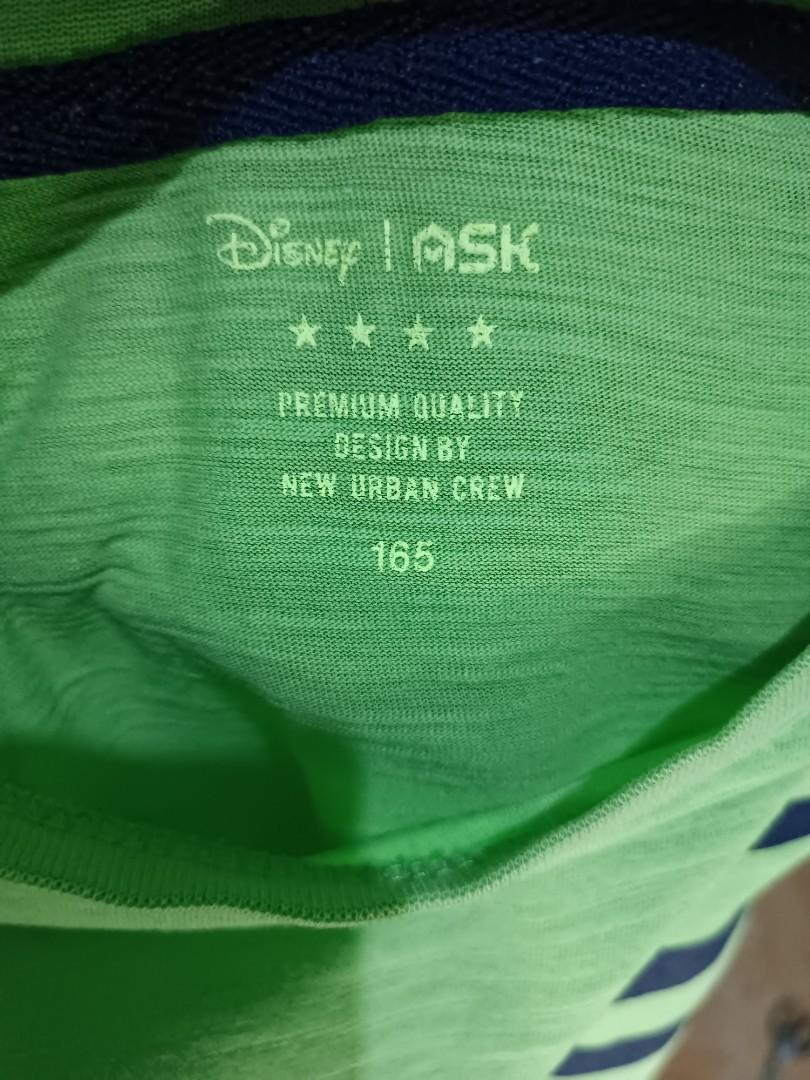 Disney | ASK
PREMIUM QUALITY
DESIGN BY
NEW URBAN CREW
165